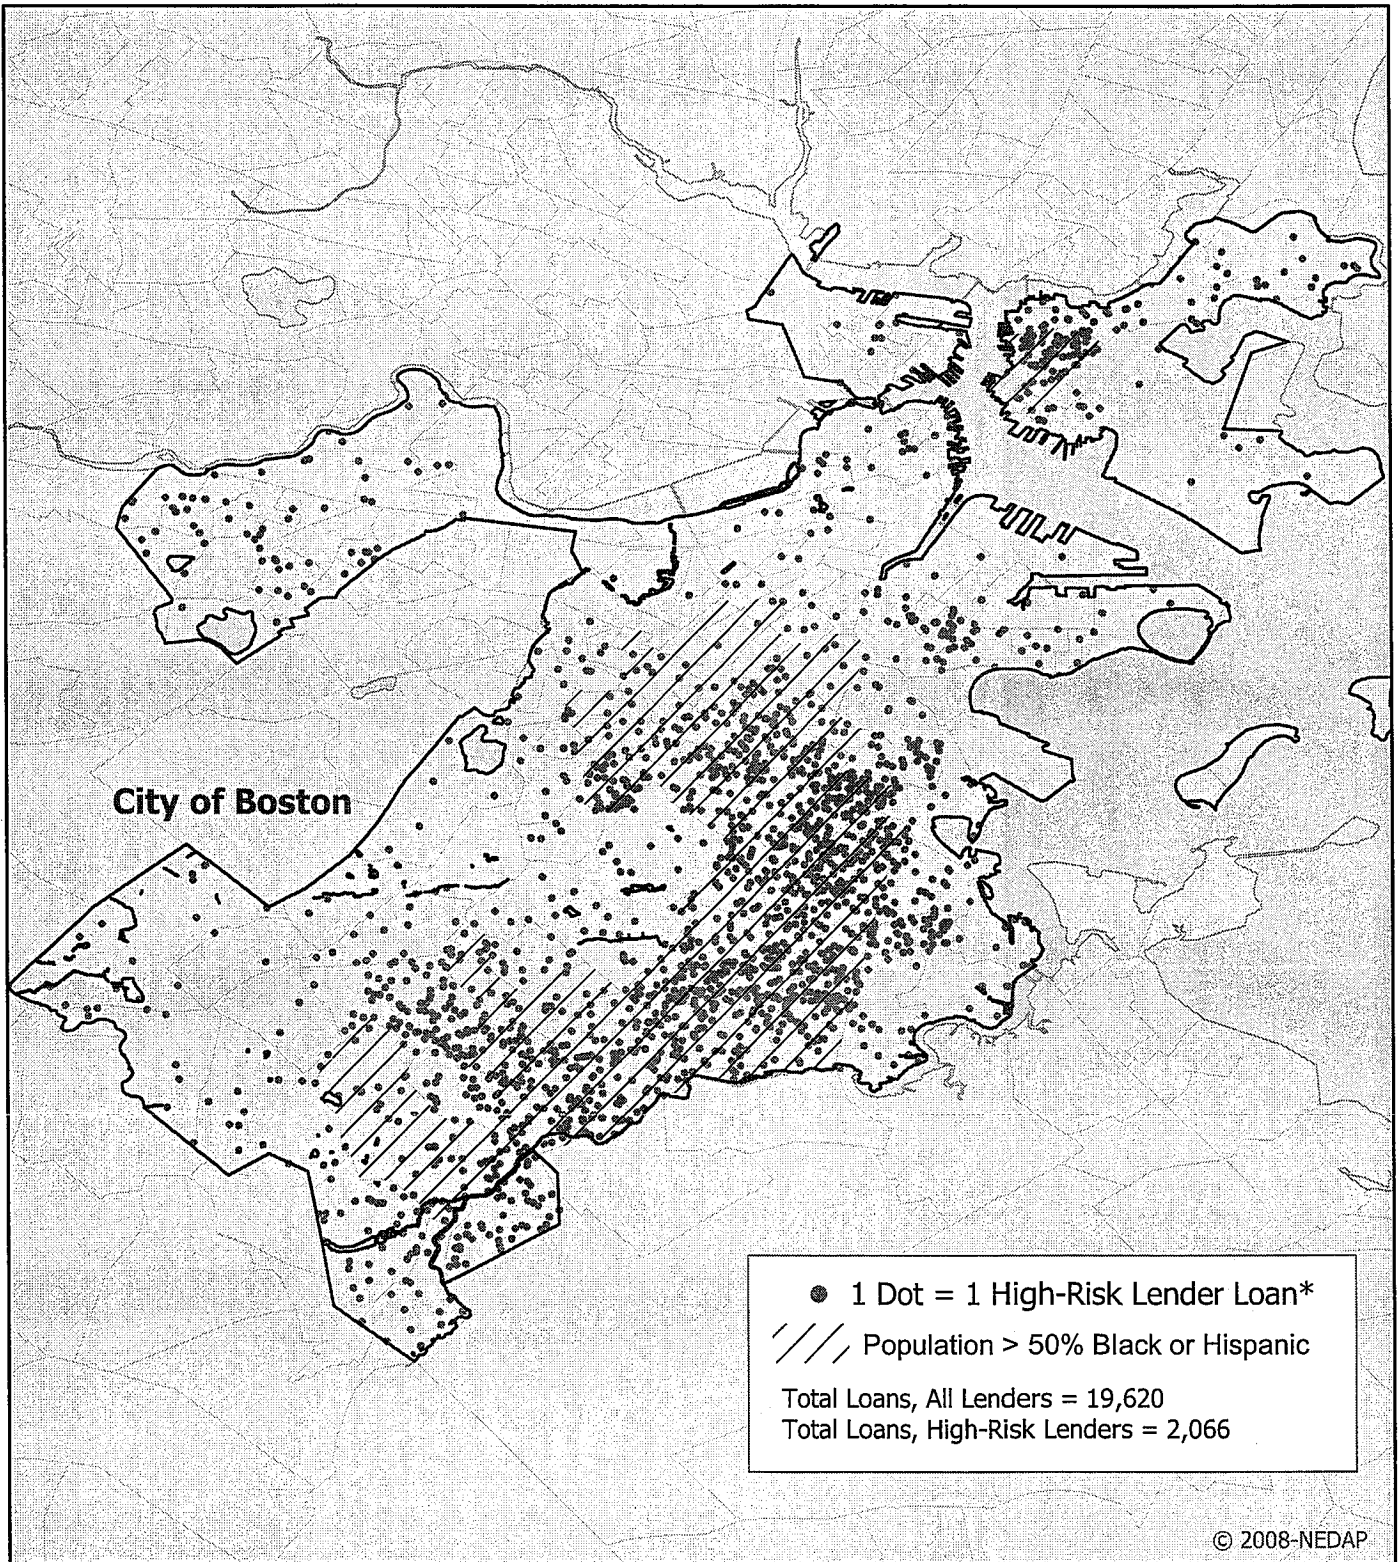 City of Boston
1 Dot = 1 High-Risk Lender Loan*
Population > 50% Black or Hispanic
Total Loans, All Lenders = 19,620
Total Loans, High-Risk Lenders = 2,066
© 2008-NEDAP